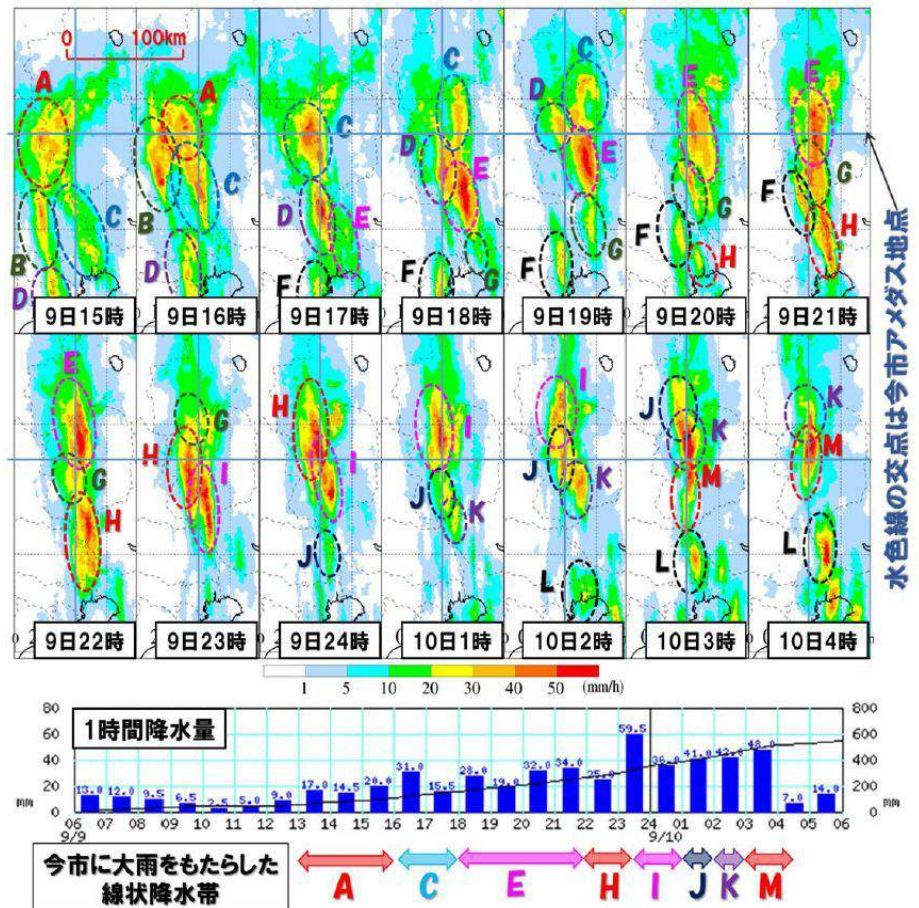 0 100km
A A C C D E E
C D E E G
B B C D E G F F F G H
C D F G F G H
D D F F
9日15時 9日16時 9日17時 9日18時 9日19時 9日20時 9日21時
水色線の交点は今市アメダス地点
E G H H I I J K K
H I J K J M M
G H J K L L
H J L
9日22時 9日23時 9日24時 10日1時 10日2時 10日3時 10日4時
1 5 10 20 30 40 50 (mm/h)
1時間降水量
80 60 40 20 0
mm
13.0 12.0 9.5 6.5 2.5 5.0 9.0 17.0 14.5 20.0 31.0 15.5 28.0 19.0 32.0 34.0 25.0 59.5 36.0 41.0 42.0 48.0 7.0 14.0
800 600 400 200 0
mm
06 07 08 09 10 11 12 13 14 15 16 17 18 19 20 21 22 23 24 01 02 03 04 05 06
9/9 9/10
今市に大雨をもたらした
線状降水帯
A C E H I J K M